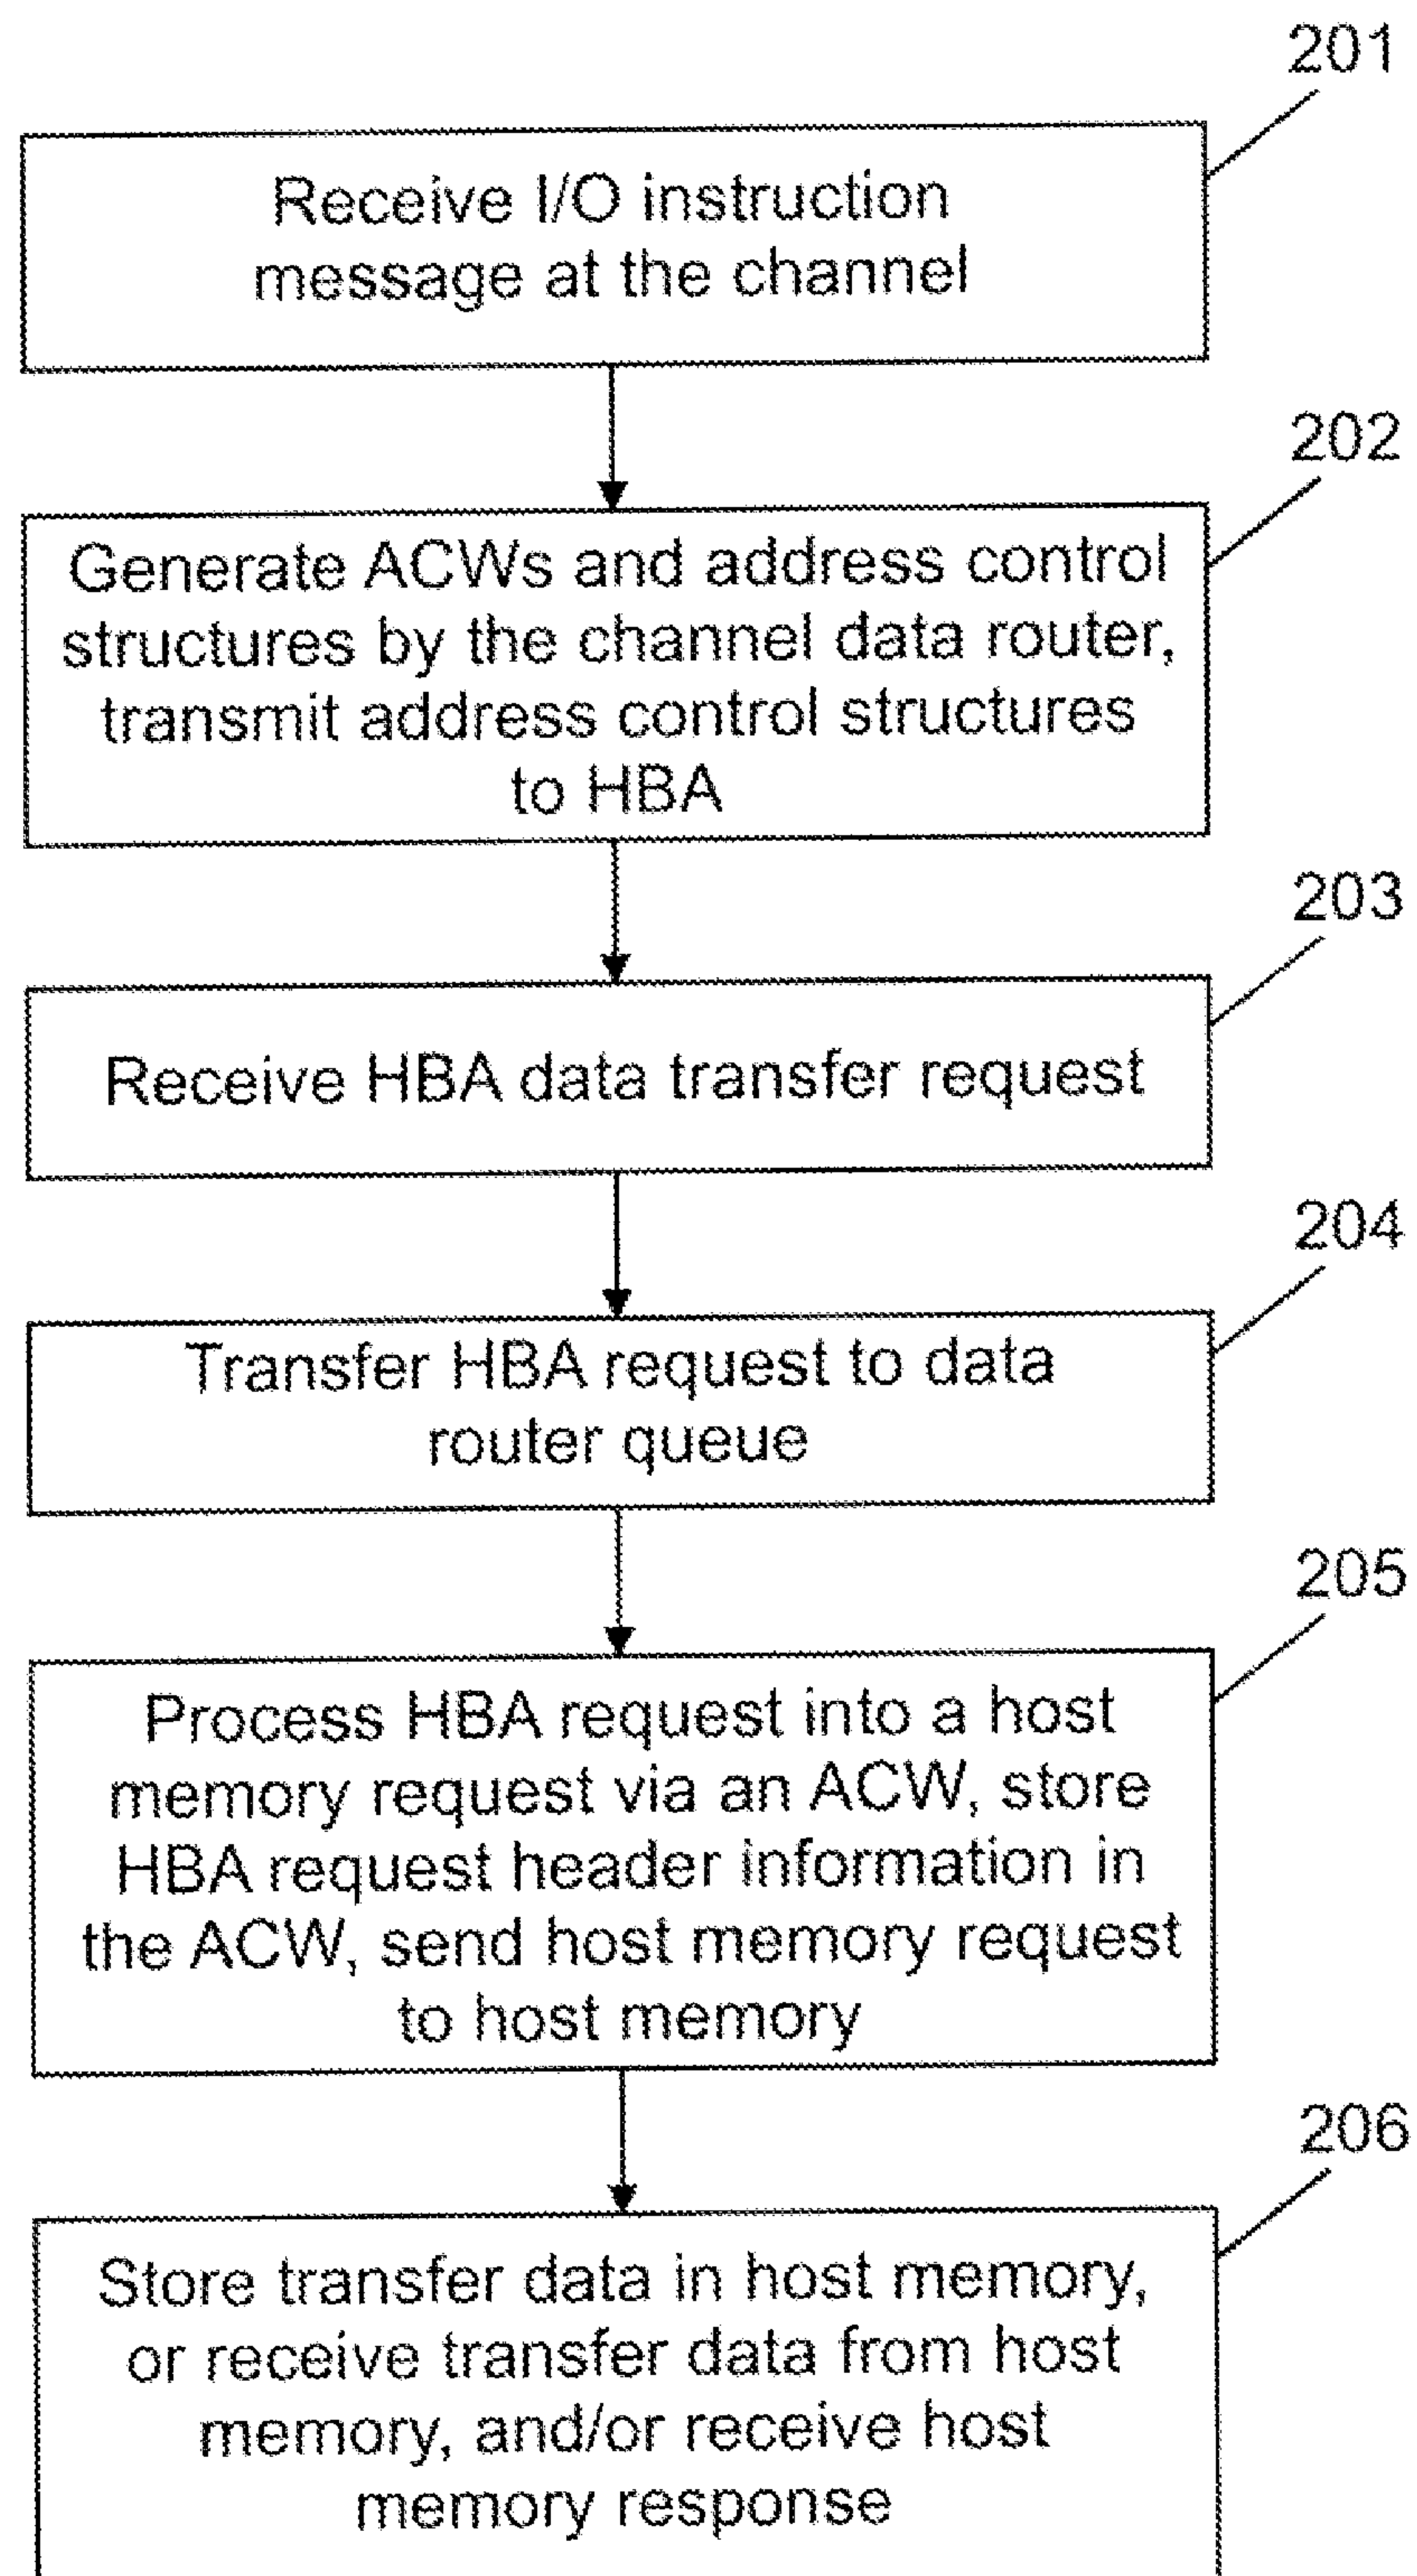 201
Receive I/O instruction
message at the channel
202
Generate ACWs and address control
structures by the channel data router,
transmit address control structures
to HBA
203
Receive HBA data transfer request
204
Transfer HBA request to data
router queue
205
Process HBA request into a host
memory request via an ACW, store
HBA request header information in
the ACW, send host memory request
to host memory
206
Store transfer data in host memory,
or receive transfer data from host
memory, and/or receive host
memory response